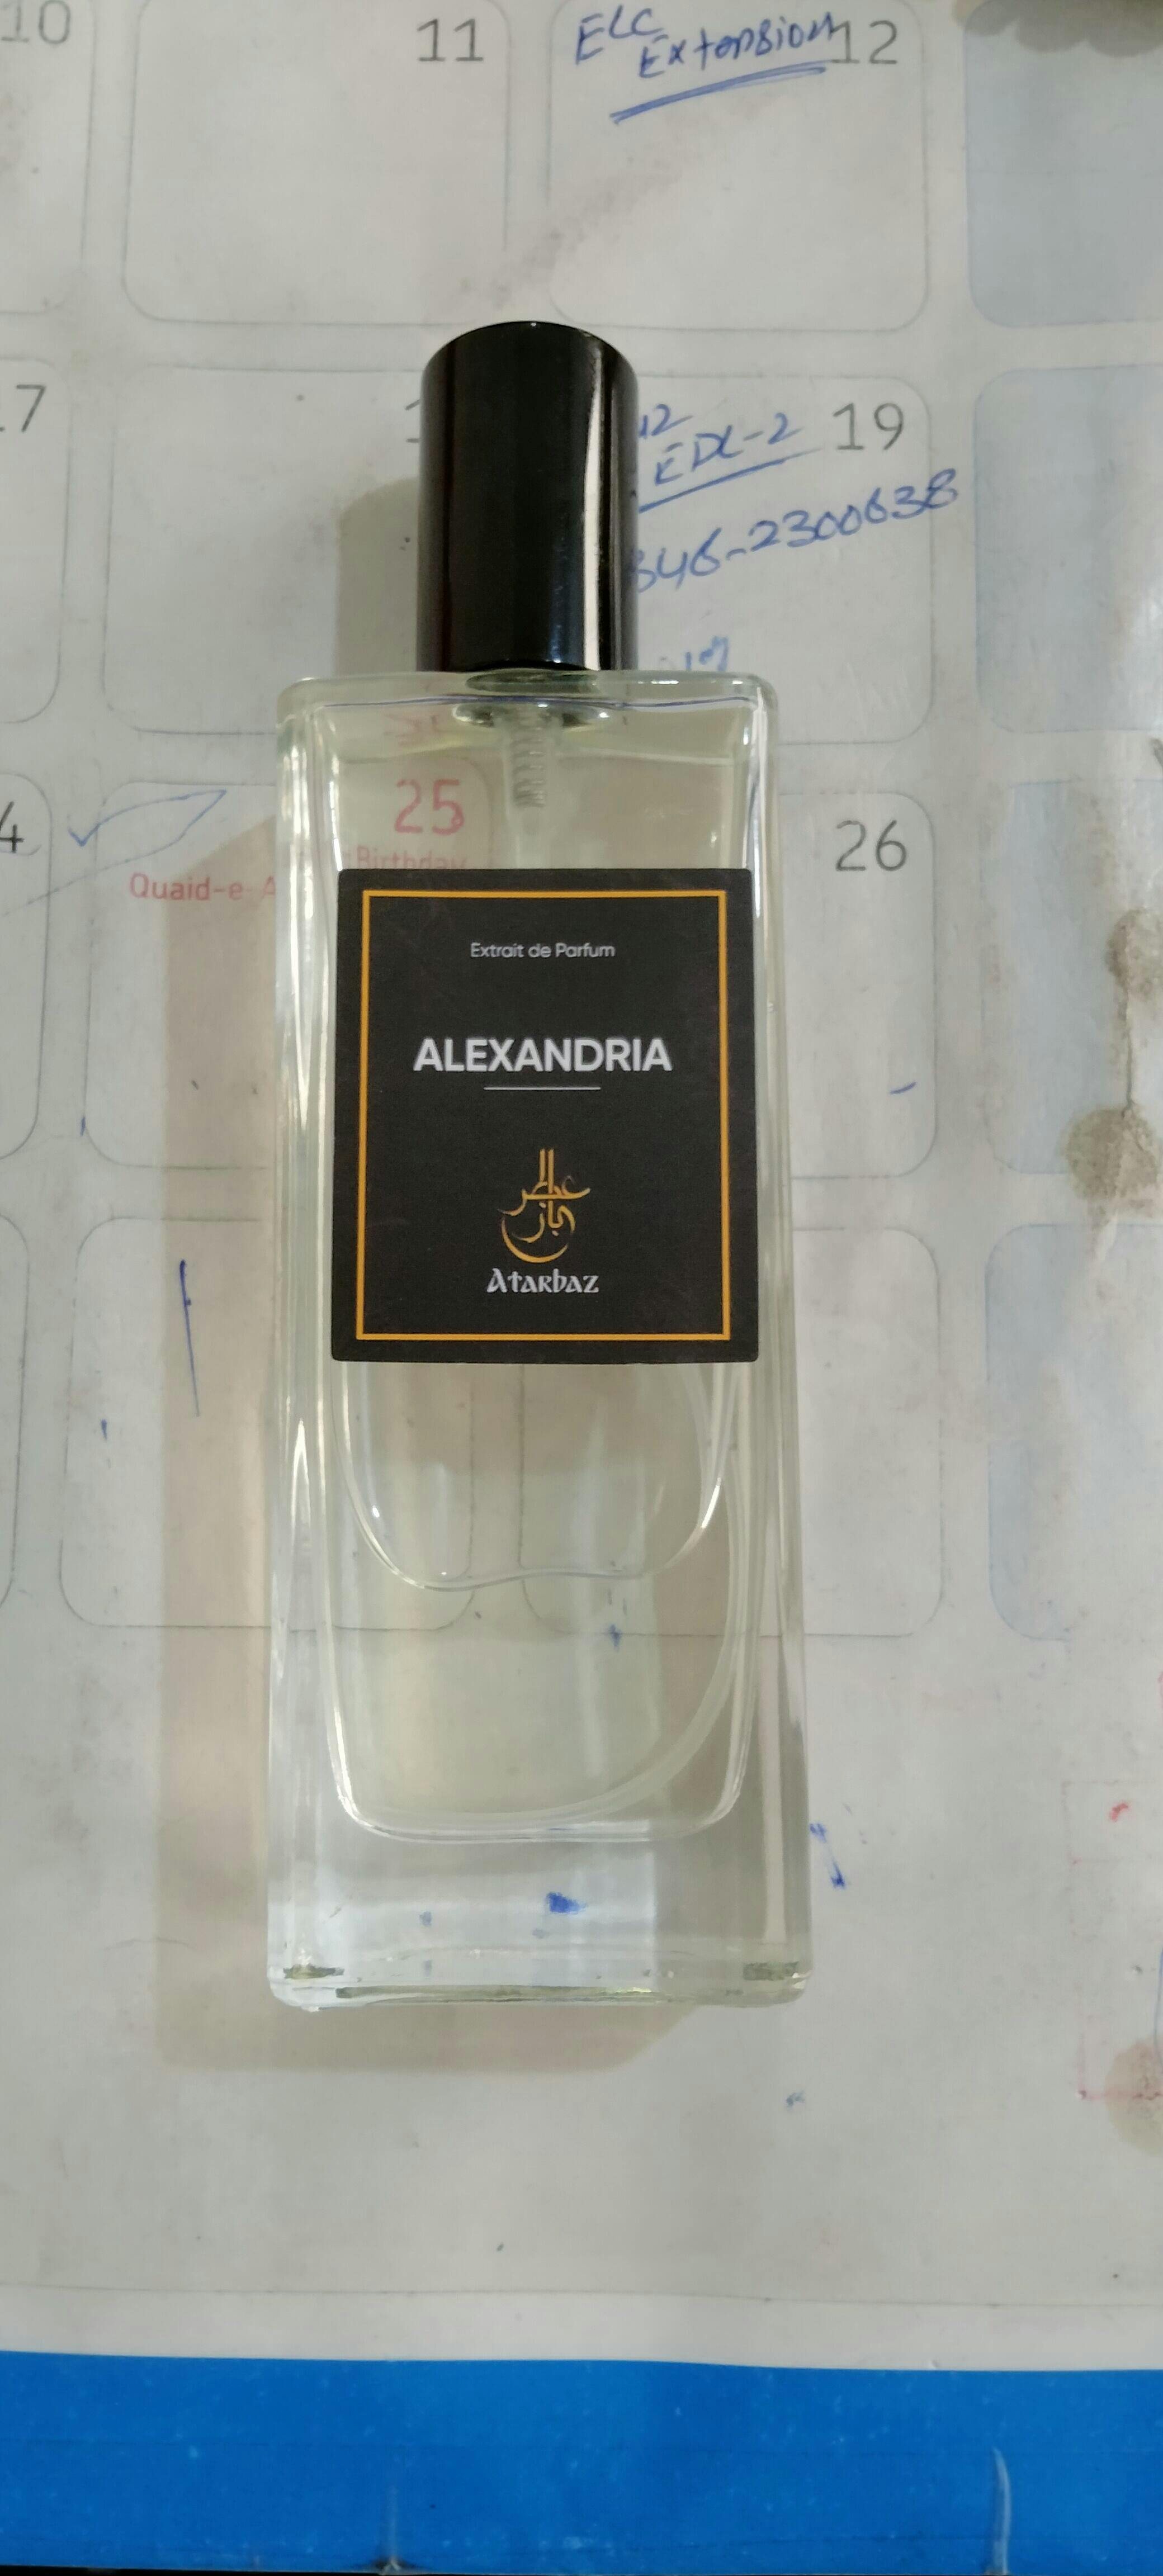 10
11
12
ELC
Extension
19
EDL-2
346-2300638
25
Birthday
Quaid-e-A
26
Extrait de Parfum
ALEXANDRIA
عطر
باز
Atarbaz